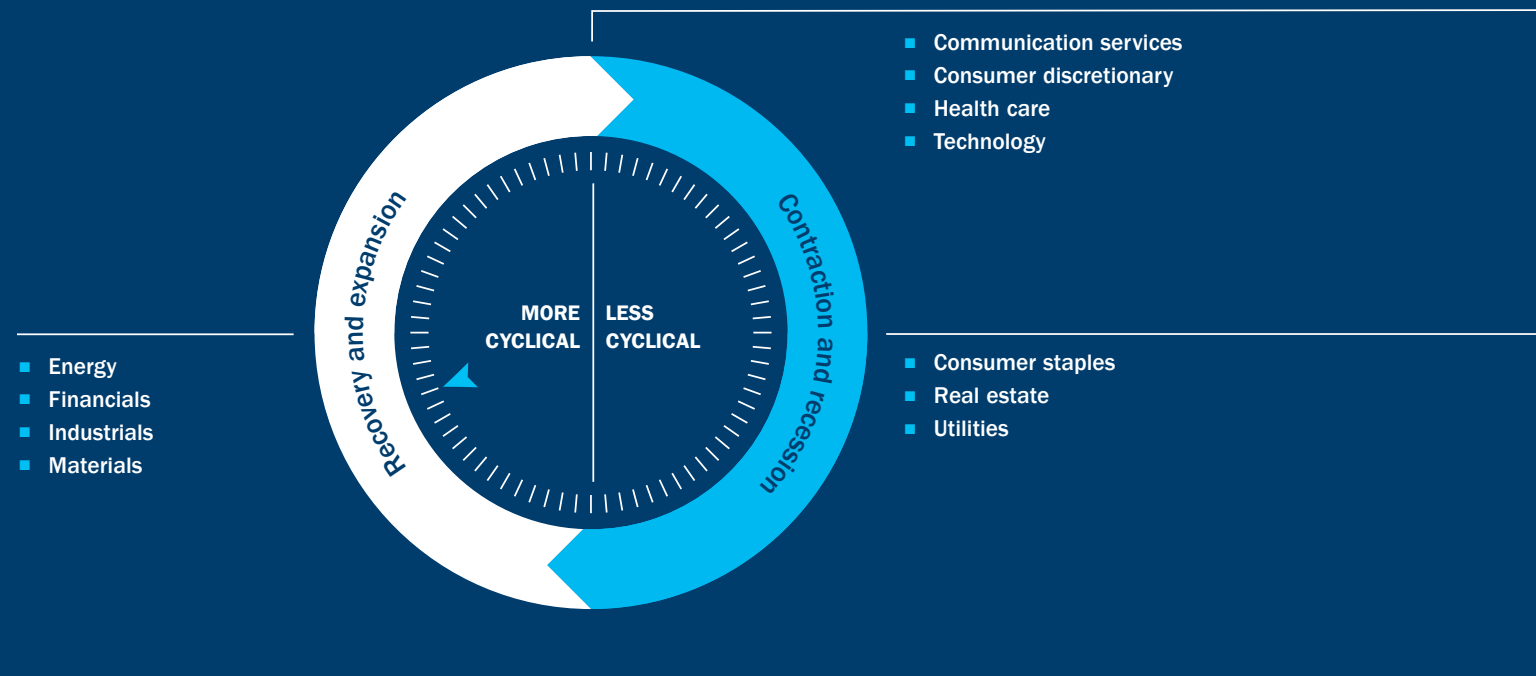 Communication services
Consumer discretionary
Health care
Technology
Recovery and expansion
Contraction and recession
MORE
CYCLICAL
LESS
CYCLICAL
Energy
Financials
Industrials
Materials
Consumer staples
Real estate
Utilities